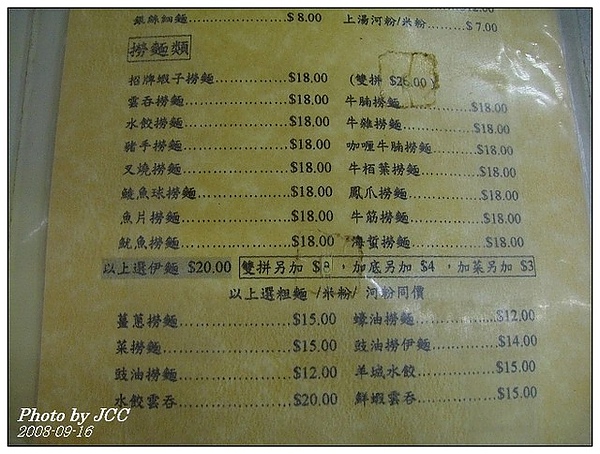 銀絲細麵 $8.00 上湯河粉/米粉 $7.00
撈麵類
招牌蝦子撈麵 $18.00 (雙拼 $26.00)
雲吞撈麵 $18.00 牛腩撈麵 $18.00
水餃撈麵 $18.00 牛雜撈麵 $18.00
豬手撈麵 $18.00 咖喱牛腩撈麵 $18.00
叉燒撈麵 $18.00 牛栢葉撈麵 $18.00
鯪魚球撈麵 $18.00 鳳爪撈麵 $18.00
魚片撈麵 $18.00 牛筋撈麵 $18.00
魷魚撈麵 $18.00 海蜇撈麵 $18.00
以上選伊麵 $20.00 雙拼另加 $8，加底另加 $4，加菜另加 $3
以上選粗麵/米粉/河粉同價
薑蔥撈麵 $15.00 蠔油撈麵 $12.00
菜撈麵 $15.00 豉油撈伊麵 $14.00
豉油撈麵 $12.00 羊城水餃 $15.00
水餃雲吞 $20.00 鮮蝦雲吞 $15.00
Photo by JCC
2008-09-16